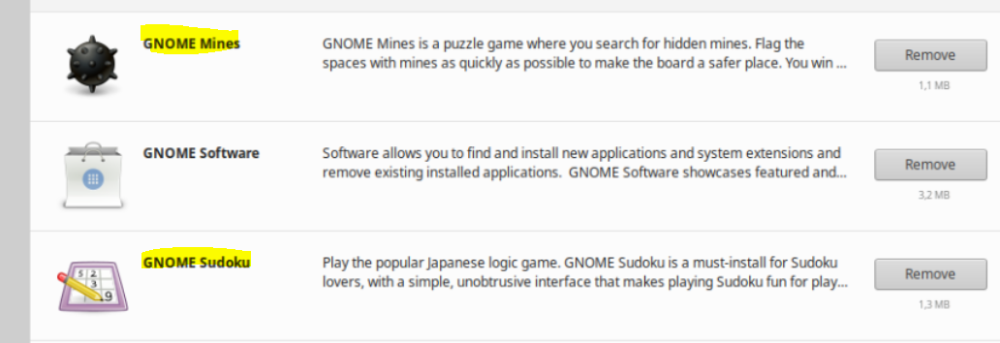 GNOME Mines
GNOME Mines is a puzzle game where you search for hidden mines. Flag the
spaces with mines as quickly as possible to make the board a safer place. You win ...
Remove
1,1 MB
GNOME Software
Software allows you to find and install new applications and system extensions and
remove existing installed applications.  GNOME Software showcases featured and...
Remove
3,2 MB
5 2
3
9
GNOME Sudoku
Play the popular Japanese logic game. GNOME Sudoku is a must-install for Sudoku
lovers, with a simple, unobtrusive interface that makes playing Sudoku fun for play...
Remove
1,3 MB